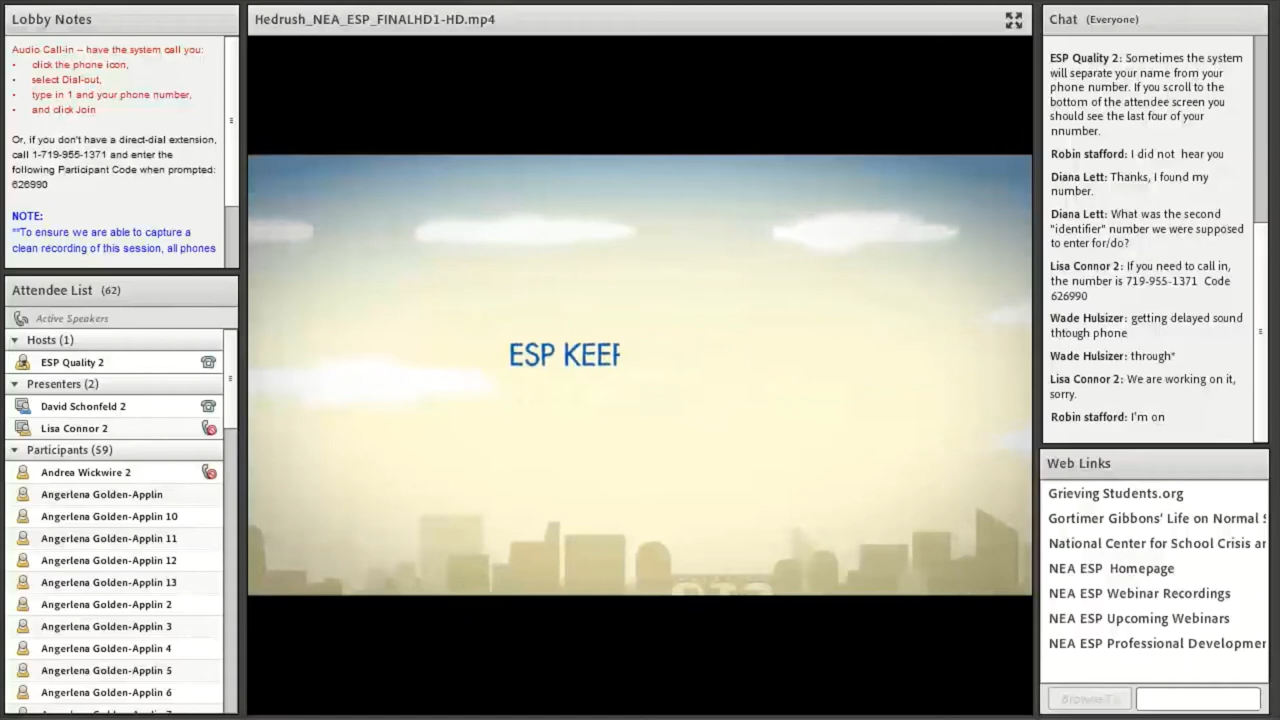 Lobby Notes
Audio Call-in -- have the system call you:
• click the phone icon,
• select Dial-out,
• type in 1 and your phone number,
• and click Join
Or, if you don't have a direct-dial extension,
call 1-719-955-1371 and enter the
following Participant Code when prompted:
626990
NOTE:
**To ensure we are able to capture a
clean recording of this session, all phones
Attendee List (62)
Active Speakers
Hosts (1)
ESP Quality 2
Presenters (2)
David Schonfeld 2
Lisa Connor 2
Participants (59)
Andrea Wickwire 2
Angerlena Golden-Applin
Angerlena Golden-Applin 10
Angerlena Golden-Applin 11
Angerlena Golden-Applin 12
Angerlena Golden-Applin 13
Angerlena Golden-Applin 2
Angerlena Golden-Applin 3
Angerlena Golden-Applin 4
Angerlena Golden-Applin 5
Angerlena Golden-Applin 6
Hedrush_NEA_ESP_FINALHD1-HD.mp4
ESP KEEP
Chat (Everyone)
ESP Quality 2: Sometimes the system
will separate your name from your
phone number. If you scroll to the
bottom of the attendee screen you
should see the last four of your
nnumber.
Robin stafford: I did not hear you
Diana Lett: Thanks, I found my
number.
Diana Lett: What was the second
"identifier" number we were supposed
to enter for/do?
Lisa Connor 2: If you need to call in,
the number is 719-955-1371 Code
626990
Wade Hulsizer: getting delayed sound
thtough phone
Wade Hulsizer: through*
Lisa Connor 2: We are working on it,
sorry.
Robin stafford: I'm on
Web Links
Grieving Students.org
Gortimer Gibbons' Life on Normal S
National Center for School Crisis ar
NEA ESP Homepage
NEA ESP Webinar Recordings
NEA ESP Upcoming Webinars
NEA ESP Professional Developmer
Browse To